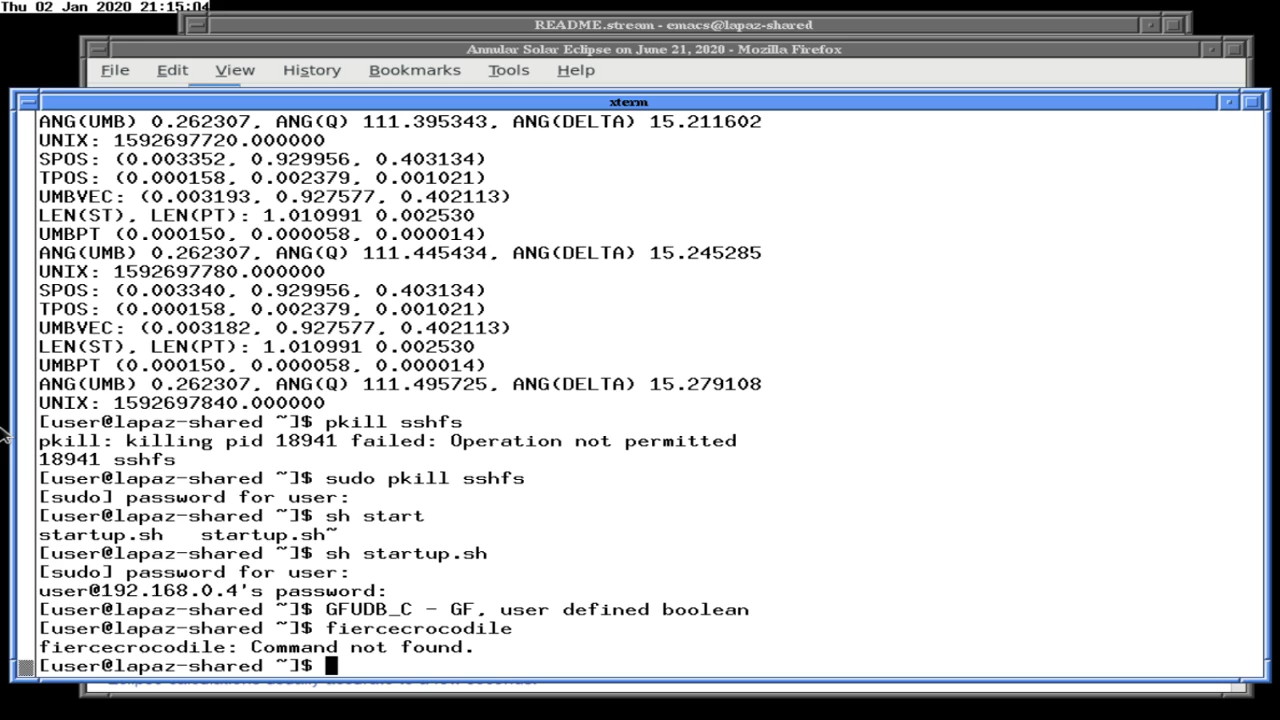 Thu 02 Jan 2020 21:15:04
README.stream - emacs@lapaz-shared
Annular Solar Eclipse on June 21, 2020 - Mozilla Firefox
File Edit View History Bookmarks Tools Help
xterm
ANG(UMB) 0.262307, ANG(Q) 111.395343, ANG(DELTA) 15.211602
UNIX: 1592697720.000000
SPOS: (0.003352, 0.929956, 0.403134)
TPOS: (0.000158, 0.002379, 0.001021)
UMBVEC: (0.003193, 0.927577, 0.402113)
LEN(ST), LEN(PT): 1.010991 0.002530
UMBPT (0.000150, 0.000058, 0.000014)
ANG(UMB) 0.262307, ANG(Q) 111.445434, ANG(DELTA) 15.245285
UNIX: 1592697780.000000
SPOS: (0.003340, 0.929956, 0.403134)
TPOS: (0.000158, 0.002379, 0.001021)
UMBVEC: (0.003182, 0.927577, 0.402113)
LEN(ST), LEN(PT): 1.010991 0.002530
UMBPT (0.000150, 0.000058, 0.000014)
ANG(UMB) 0.262307, ANG(Q) 111.495725, ANG(DELTA) 15.279108
UNIX: 1592697840.000000
[user@lapaz-shared ~]$ pkill sshfs
pkill: killing pid 18941 failed: Operation not permitted
18941 sshfs
[user@lapaz-shared ~]$ sudo pkill sshfs
[sudo] password for user:
[user@lapaz-shared ~]$ sh start
startup.sh startup.sh~
[user@lapaz-shared ~]$ sh startup.sh
[sudo] password for user:
user@192.168.0.4's password:
[user@lapaz-shared ~]$ GFUDB_C - GF, user defined boolean
[user@lapaz-shared ~]$ fiercecrocodile
fiercecrocodile: Command not found.
[user@lapaz-shared ~]$